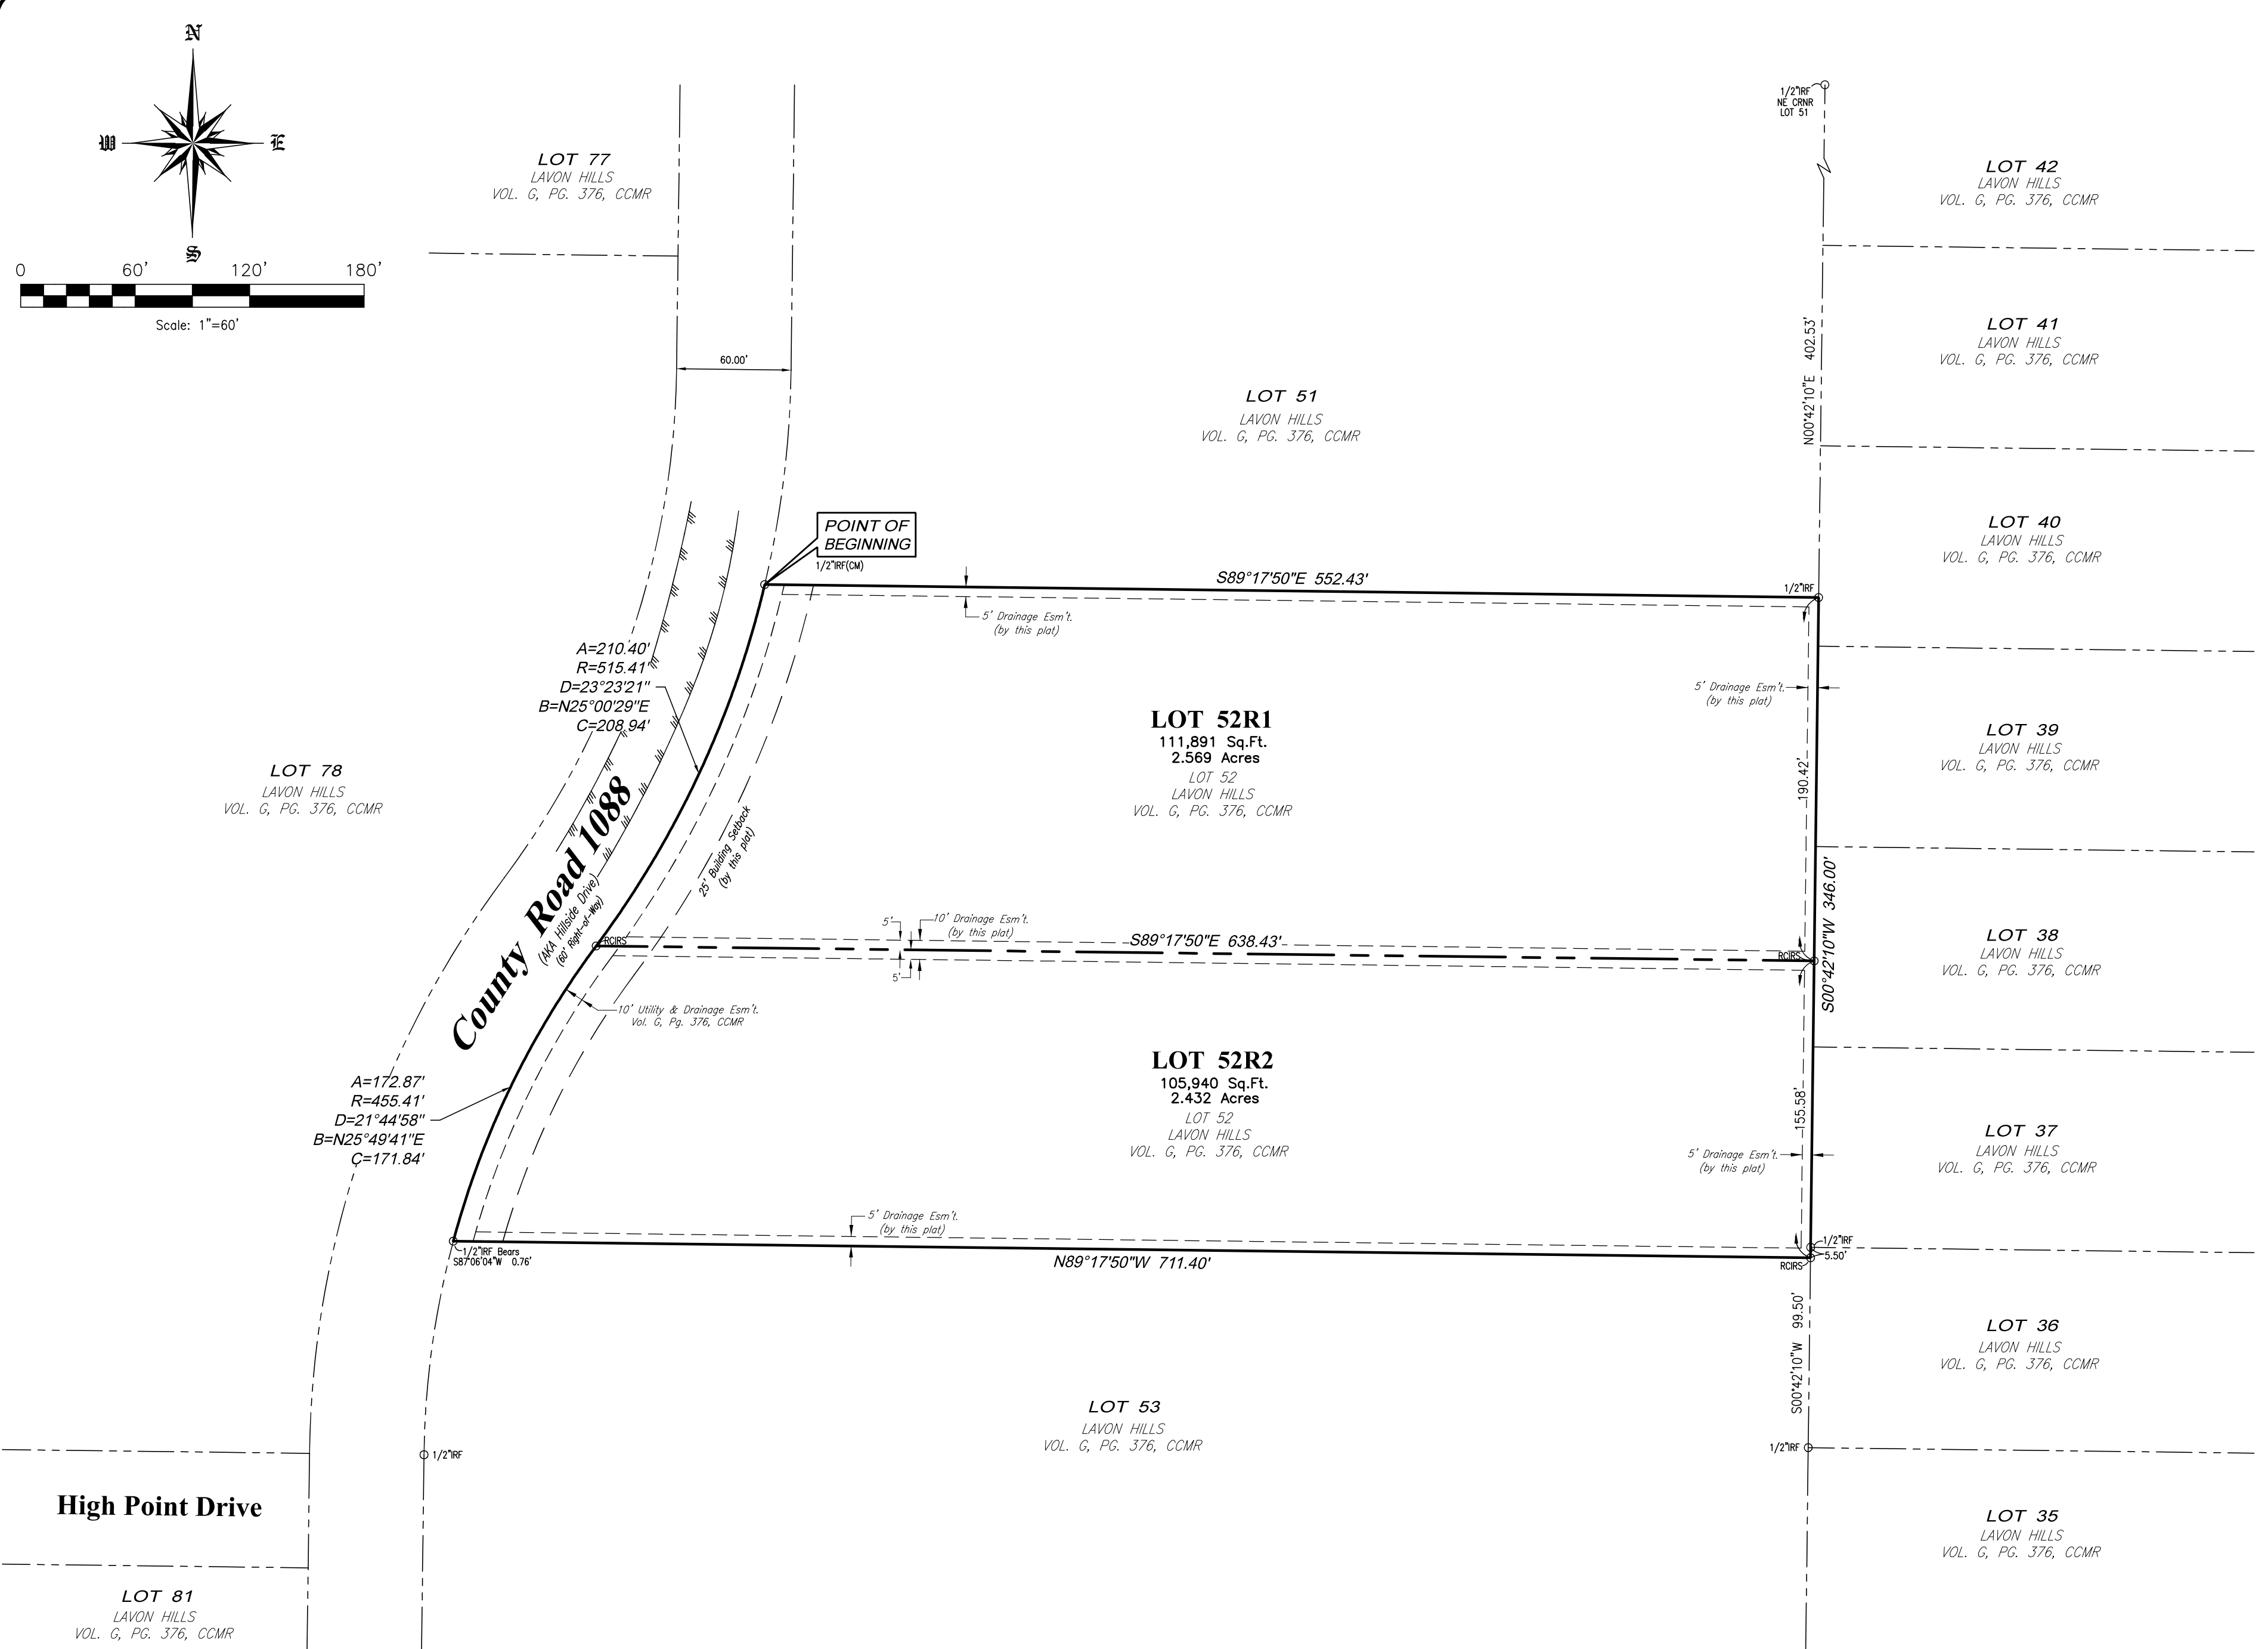 N
W
E
S
0 60' 120' 180'
Scale: 1"=60'
LOT 77
LAVON HILLS
VOL. G, PG. 376, CCMR
1/2"IRF
NE CRNR
LOT 51
LOT 42
LAVON HILLS
VOL. G, PG. 376, CCMR
N00°42'10"E 402.53'
LOT 41
LAVON HILLS
VOL. G, PG. 376, CCMR
60.00'
LOT 51
LAVON HILLS
VOL. G, PG. 376, CCMR
POINT OF
BEGINNING
1/2"IRF(CM)
S89°17'50"E 552.43'
1/2"IRF
LOT 40
LAVON HILLS
VOL. G, PG. 376, CCMR
5' Drainage Esm't.
(by this plat)
A=210.40'
R=515.41'
D=23°23'21"
B=N25°00'29"E
C=208.94'
5' Drainage Esm't.
(by this plat)
LOT 52R1
111,891 Sq.Ft.
2.569 Acres
LOT 52
LAVON HILLS
VOL. G, PG. 376, CCMR
190.42'
LOT 39
LAVON HILLS
VOL. G, PG. 376, CCMR
LOT 78
LAVON HILLS
VOL. G, PG. 376, CCMR
County Road 1088
(AKA Hillside Drive)
(60' Right-of-Way)
25' Building Setback
(by this plat)
S00°42'10"W 346.00'
RCIRS
5'
10' Drainage Esm't.
(by this plat)
S89°17'50"E 638.43'
5'
RCIRS
LOT 38
LAVON HILLS
VOL. G, PG. 376, CCMR
10' Utility & Drainage Esm't.
Vol. G, Pg. 376, CCMR
A=172.87'
R=455.41'
D=21°44'58"
B=N25°49'41"E
C=171.84'
LOT 52R2
105,940 Sq.Ft.
2.432 Acres
LOT 52
LAVON HILLS
VOL. G, PG. 376, CCMR
155.58'
5' Drainage Esm't.
(by this plat)
LOT 37
LAVON HILLS
VOL. G, PG. 376, CCMR
5' Drainage Esm't.
(by this plat)
1/2"IRF Bears
S87°06'04"W 0.76'
N89°17'50"W 711.40'
1/2"IRF
5.50'
RCIRS
S00°42'10"W 99.50'
LOT 36
LAVON HILLS
VOL. G, PG. 376, CCMR
LOT 53
LAVON HILLS
VOL. G, PG. 376, CCMR
1/2"IRF
1/2"IRF
High Point Drive
LOT 35
LAVON HILLS
VOL. G, PG. 376, CCMR
LOT 81
LAVON HILLS
VOL. G, PG. 376, CCMR